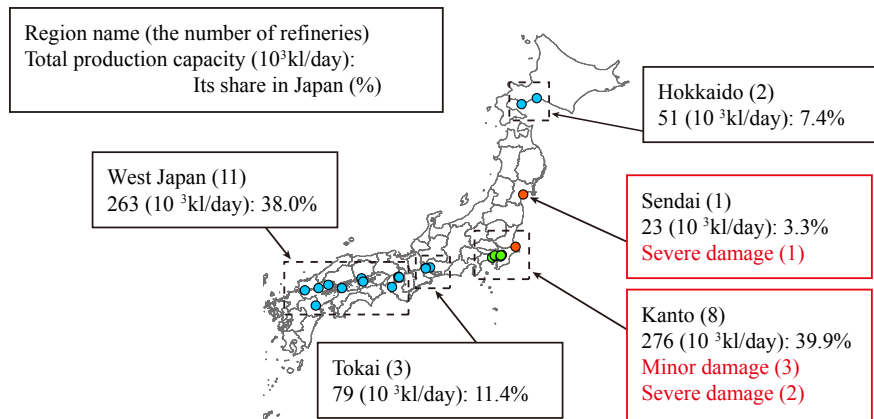 Region name (the number of refineries)
Total production capacity (10³kl/day):
Its share in Japan (%)
Hokkaido (2)
51 (10 ³kl/day): 7.4%
West Japan (11)
263 (10 ³kl/day): 38.0%
Sendai (1)
23 (10 ³kl/day): 3.3%
Severe damage (1)
Kanto (8)
276 (10 ³kl/day): 39.9%
Minor damage (3)
Severe damage (2)
Tokai (3)
79 (10 ³kl/day): 11.4%